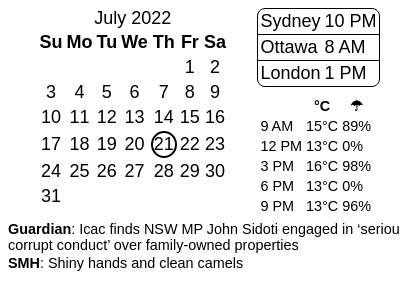 July 2022
Su Mo Tu We Th Fr Sa
1 2
3 4 5 6 7 8 9
10 11 12 13 14 15 16
17 18 19 20 21 22 23
24 25 26 27 28 29 30
31
Sydney 10 PM
Ottawa 8 AM
London 1 PM
°C ☂
9 AM 15°C 89%
12 PM 13°C 0%
3 PM 16°C 98%
6 PM 13°C 0%
9 PM 13°C 96%
Guardian: Icac finds NSW MP John Sidoti engaged in ‘seriou
corrupt conduct’ over family-owned properties
SMH: Shiny hands and clean camels